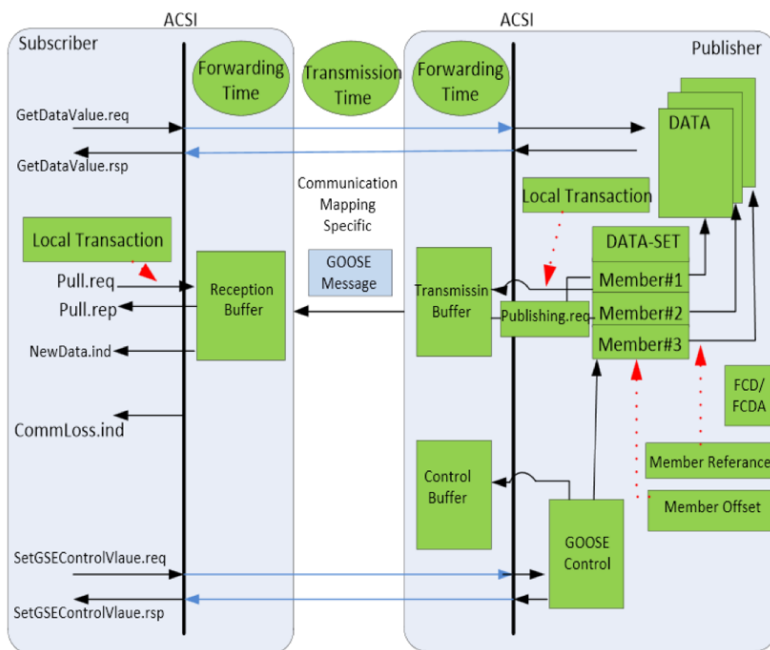 ACSI
ACSI
Subscriber
Publisher
Forwarding
Time
Transmission
Time
Forwarding
Time
GetDataValue.req
DATA
GetDataValue.rsp
Communication
Mapping
Specific
Local Transaction
Local Transaction
DATA-SET
GOOSE
Message
Pull.req
Reception
Buffer
Transmissin
Buffer
Member#1
Pull.rep
Publishing.req
Member#2
NewData.ind
Member#3
FCD/
FCDA
CommLoss.ind
Member Referance
Control
Buffer
Member Offset
GOOSE
Control
SetGSEControlVlaue.req
SetGSEControlVlaue.rsp